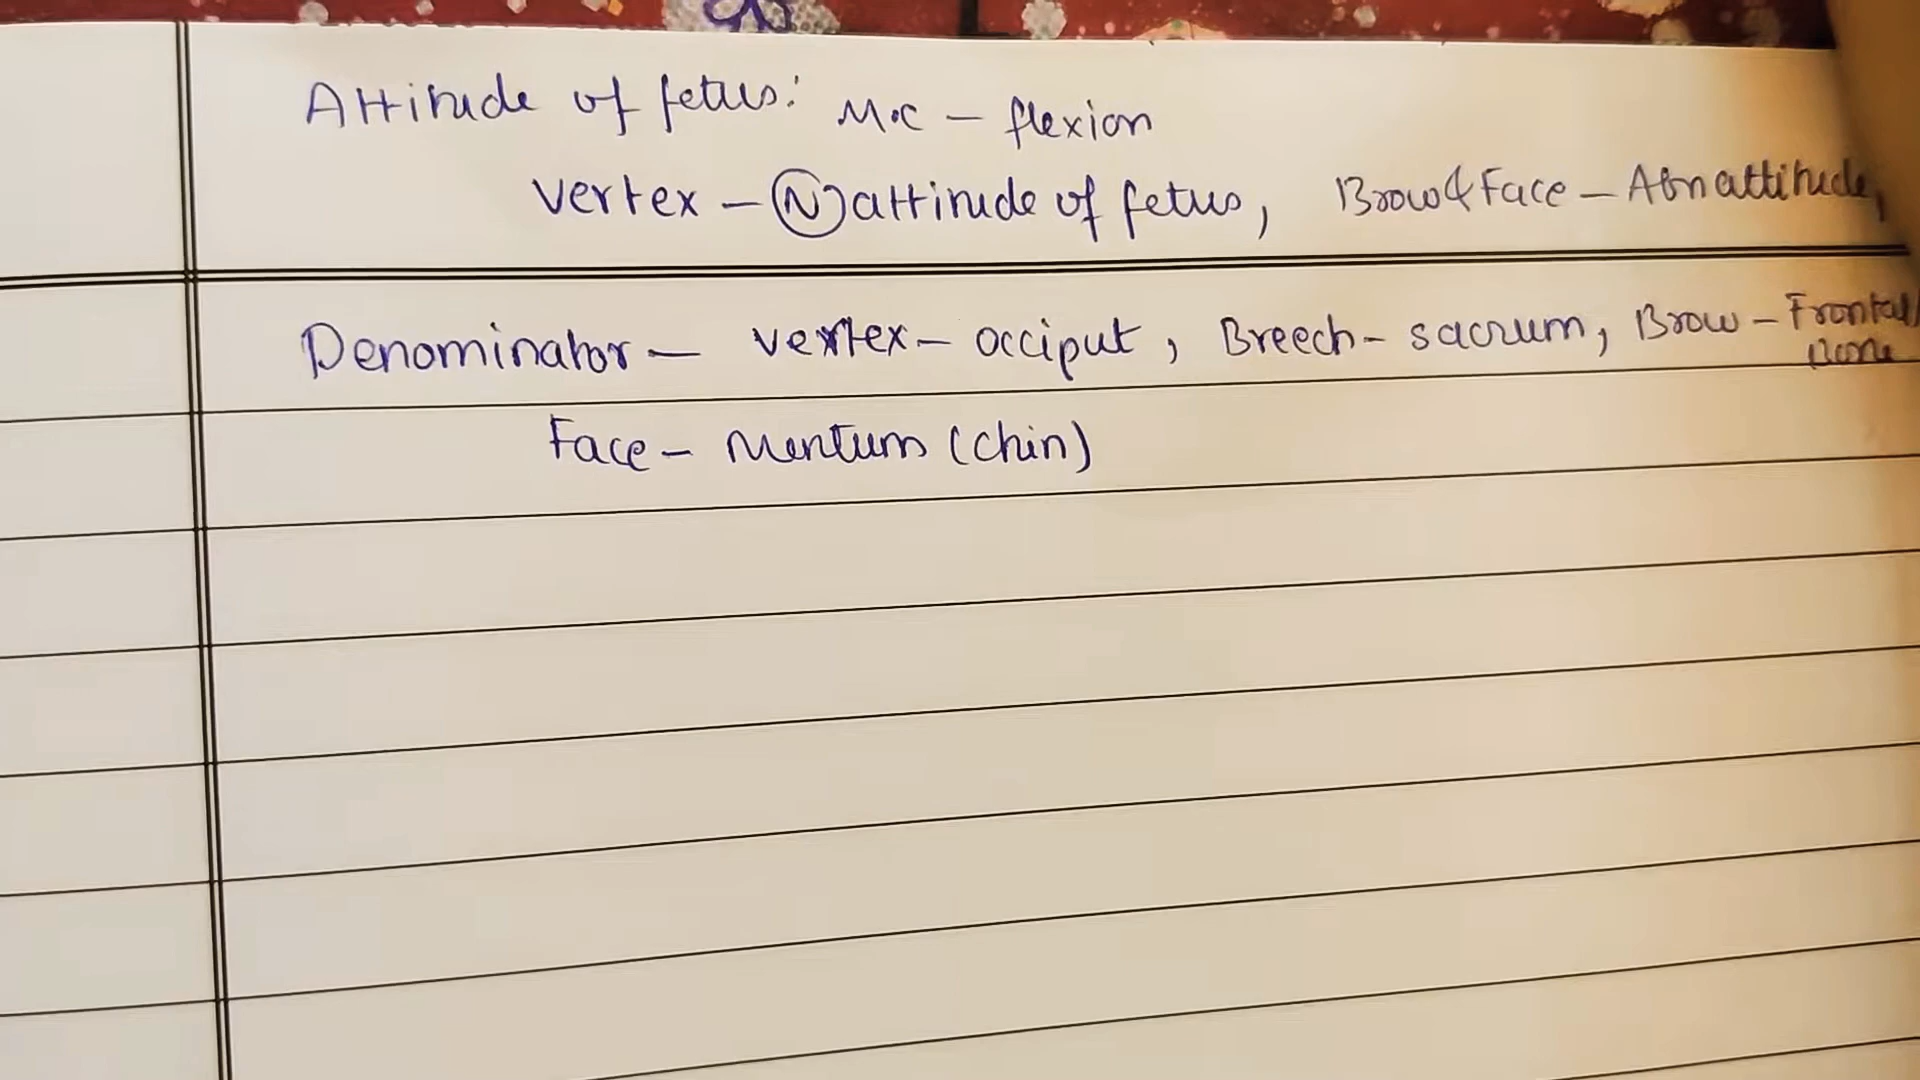 Attitude of fetus: M.C – flexion
Vertex – (N) attitude of fetus, Brow & Face – Abn attitude,
Denominator – vertex – occiput, Breech – sacrum, Brow – Frontal
bone
Face – Mentum (chin)